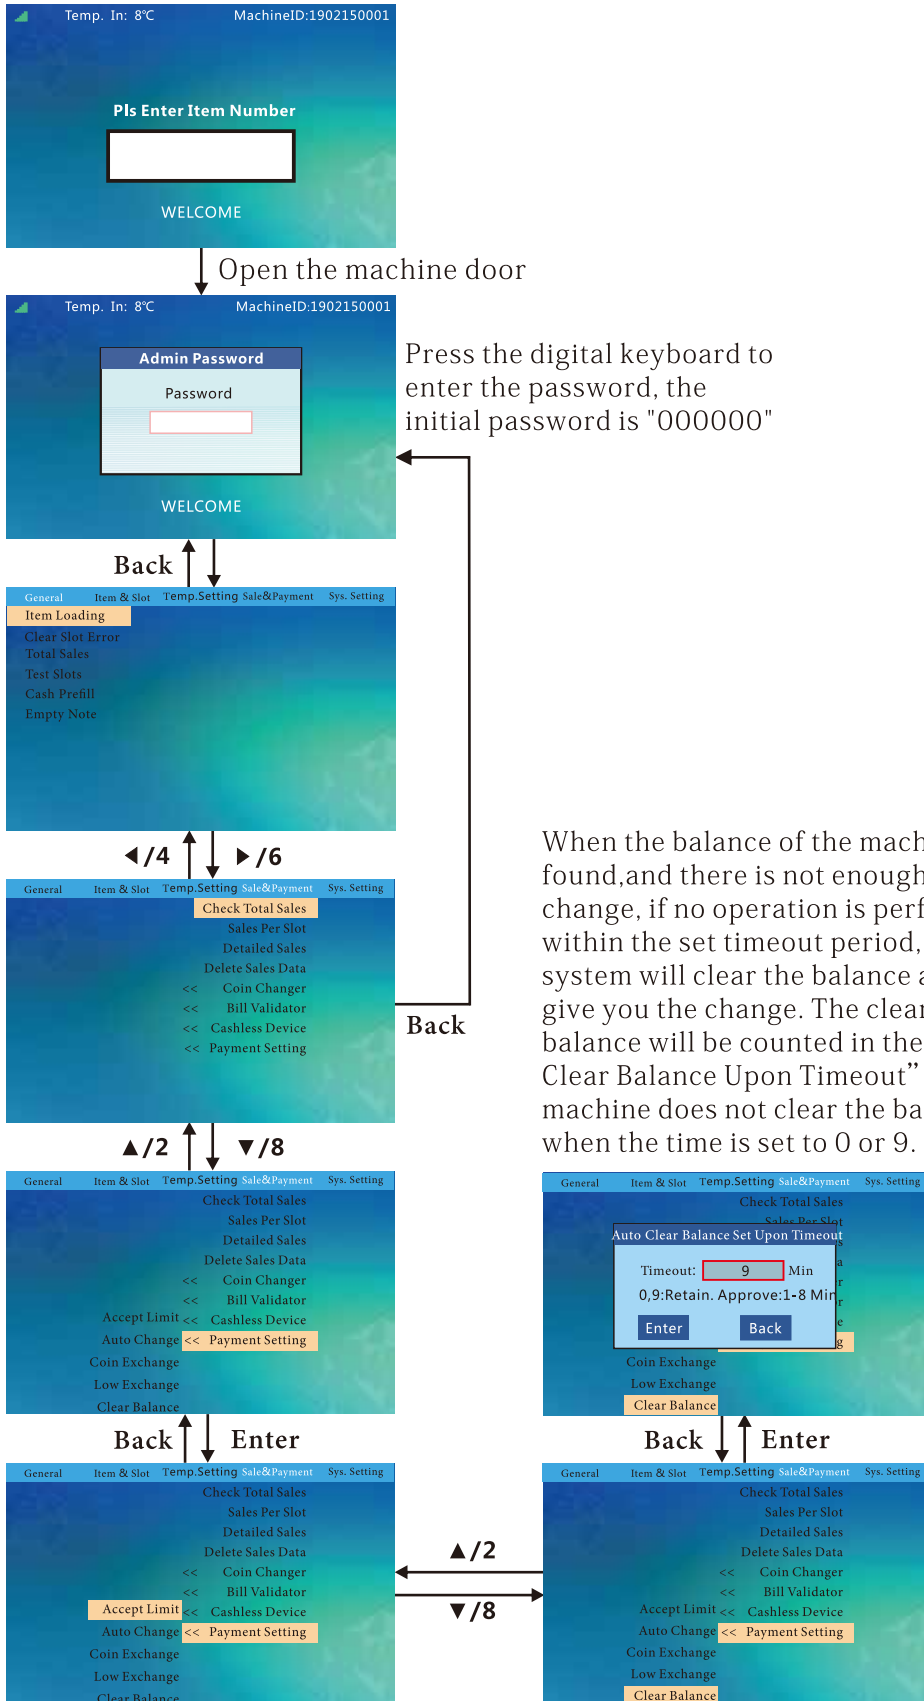 Temp. In: 8℃ MachineID:1902150001
Pls Enter Item Number
WELCOME
Open the machine door
Temp. In: 8℃ MachineID:1902150001
Admin Password
Password
WELCOME
Press the digital keyboard to
enter the password, the
initial password is "000000"
Back
General Item & Slot Temp.Setting Sale&Payment Sys. Setting
Item Loading
Clear Slot Error
Total Sales
Test Slots
Cash Prefill
Empty Note
◀/4 ▶/6
General Item & Slot Temp.Setting Sale&Payment Sys. Setting
Check Total Sales
Sales Per Slot
Detailed Sales
Delete Sales Data
<< Coin Changer
<< Bill Validator
<< Cashless Device
<< Payment Setting
Back
▲/2 ▼/8
General Item & Slot Temp.Setting Sale&Payment Sys. Setting
Check Total Sales
Sales Per Slot
Detailed Sales
Delete Sales Data
<< Coin Changer
<< Bill Validator
Accept Limit << Cashless Device
Auto Change << Payment Setting
Coin Exchange
Low Exchange
Clear Balance
Back Enter
General Item & Slot Temp.Setting Sale&Payment Sys. Setting
Check Total Sales
Sales Per Slot
Detailed Sales
Delete Sales Data
<< Coin Changer
<< Bill Validator
Accept Limit << Cashless Device
Auto Change << Payment Setting
Coin Exchange
Low Exchange
Clear Balance
▲/2
▼/8
When the balance of the mach
found,and there is not enough
change, if no operation is perf
within the set timeout period,
system will clear the balance a
give you the change. The clear
balance will be counted in the
Clear Balance Upon Timeout”
machine does not clear the ba
when the time is set to 0 or 9.
General Item & Slot Temp.Setting Sale&Payment Sys. Setting
Check Total Sales
Sales Per Slot
Auto Clear Balance Set Upon Timeout
Timeout: 9 Min
0,9:Retain. Approve:1-8 Min
Enter Back
Coin Exchange
Low Exchange
Clear Balance
Back Enter
General Item & Slot Temp.Setting Sale&Payment Sys. Setting
Check Total Sales
Sales Per Slot
Detailed Sales
Delete Sales Data
<< Coin Changer
<< Bill Validator
Accept Limit << Cashless Device
Auto Change << Payment Setting
Coin Exchange
Low Exchange
Clear Balance